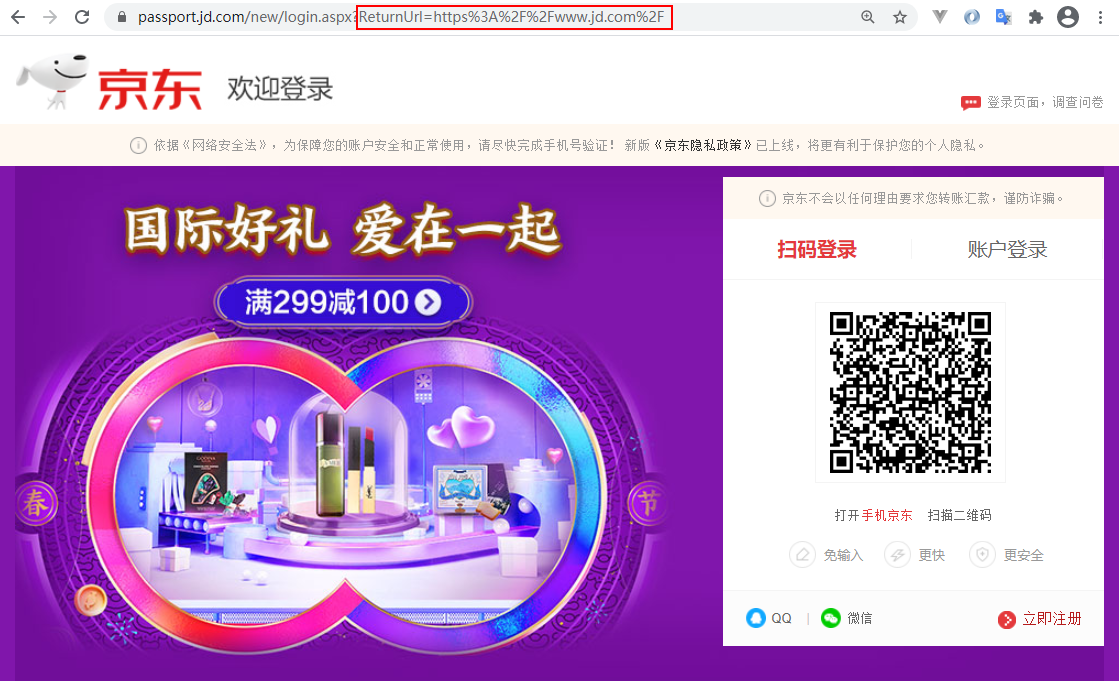 passport.jd.com/new/login.aspx?ReturnUrl=https%3A%2F%2Fwww.jd.com%2F
京东 欢迎登录
登录页面，调查问卷
依据《网络安全法》，为保障您的账户安全和正常使用，请尽快完成手机号验证！ 新版《京东隐私政策》已上线，将更有利于保护您的个人隐私。
京东不会以任何理由要求您转账汇款，谨防诈骗。
国际好礼 爱在一起
满299减100
扫码登录 账户登录
春
节
打开手机京东 扫描二维码
免输入 更快 更安全
QQ 微信 立即注册